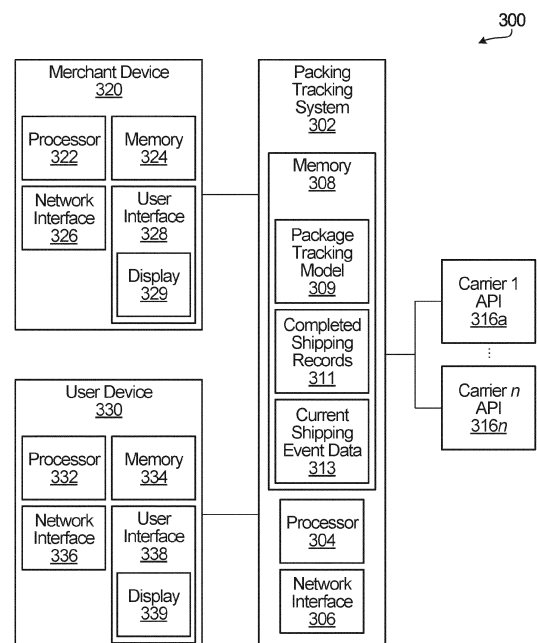 300
Merchant Device
320
Processor
322
Memory
324
Network
Interface
326
User
Interface
328
Display
329
User Device
330
Processor
332
Memory
334
Network
Interface
336
User
Interface
338
Display
339
Packing
Tracking
System
302
Memory
308
Package
Tracking
Model
309
Completed
Shipping
Records
311
Current
Shipping
Event Data
313
Processor
304
Network
Interface
306
Carrier 1
API
316a
...
Carrier n
API
316n